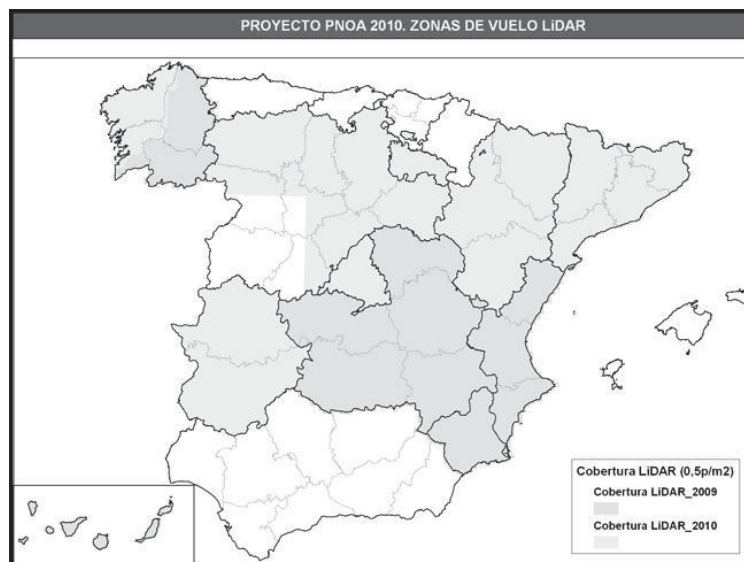 PROYECTO PNOA 2010. ZONAS DE VUELO LiDAR
Cobertura LiDAR (0,5p/m2)
Cobertura LiDAR_2009
Cobertura LiDAR_2010